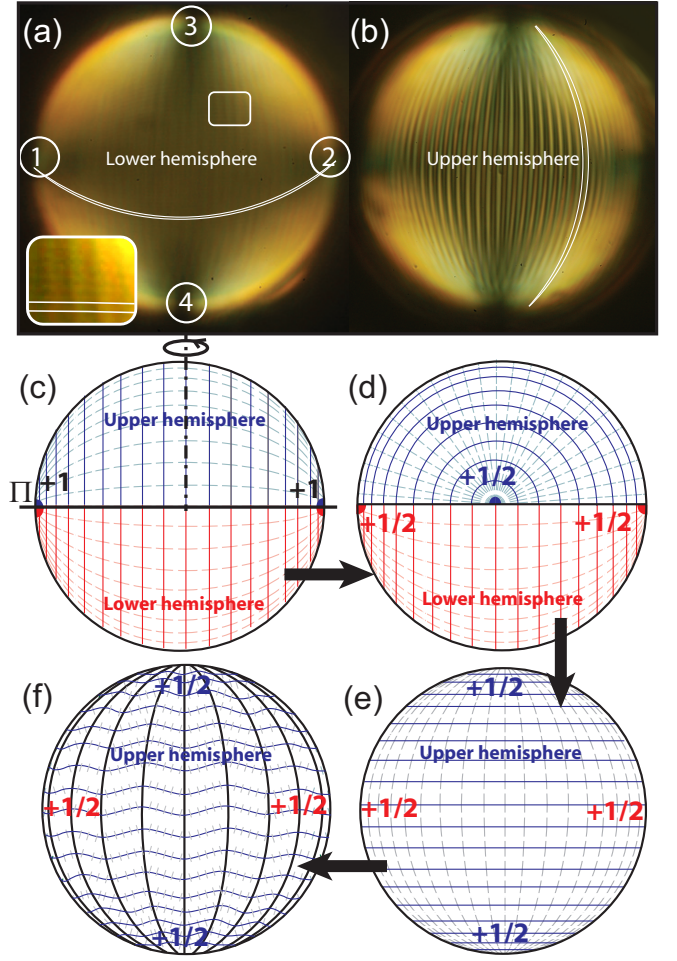 (a)
3
(b)
1
Lower hemisphere
2
Upper hemisphere
4
(c)
(d)
Upper hemisphere
Upper hemisphere
Π
+1
+1
+1/2
+1/2
+1/2
Lower hemisphere
Lower hemisphere
(f)
+1/2
(e)
+1/2
Upper hemisphere
Upper hemisphere
+1/2
+1/2
+1/2
+1/2
+1/2
+1/2